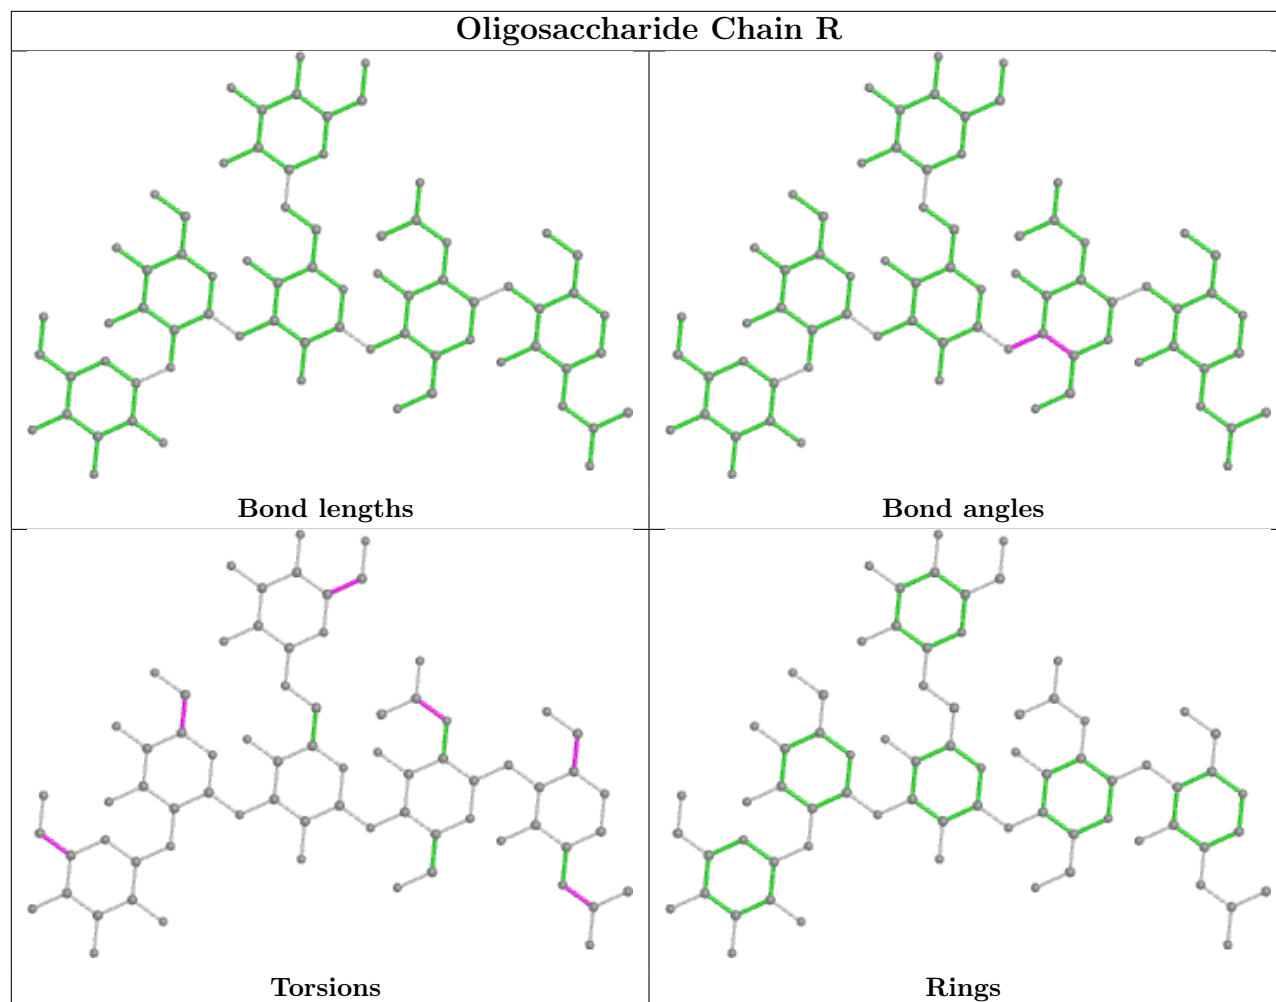 Oligosaccharide Chain R
Bond lengths
Bond angles
Torsions
Rings